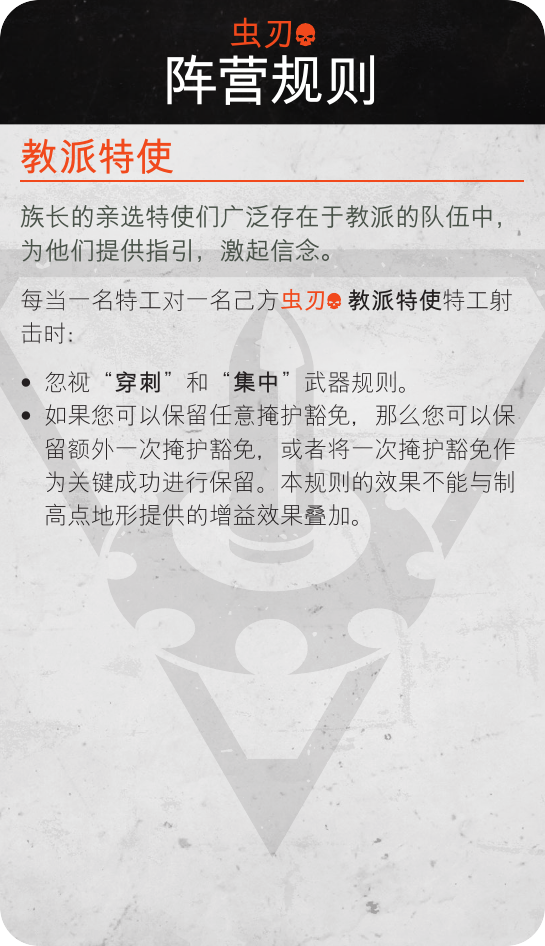 虫刃
阵营规则
教派特使
族长的亲选特使们广泛存在于教派的队伍中，
为他们提供指引，激起信念。
每当一名特工对一名己方虫刃 教派特使特工射
击时：
• 忽视“穿刺”和“集中”武器规则。
• 如果您可以保留任意掩护豁免，那么您可以保
留额外一次掩护豁免，或者将一次掩护豁免作
为关键成功进行保留。本规则的效果不能与制
高点地形提供的增益效果叠加。